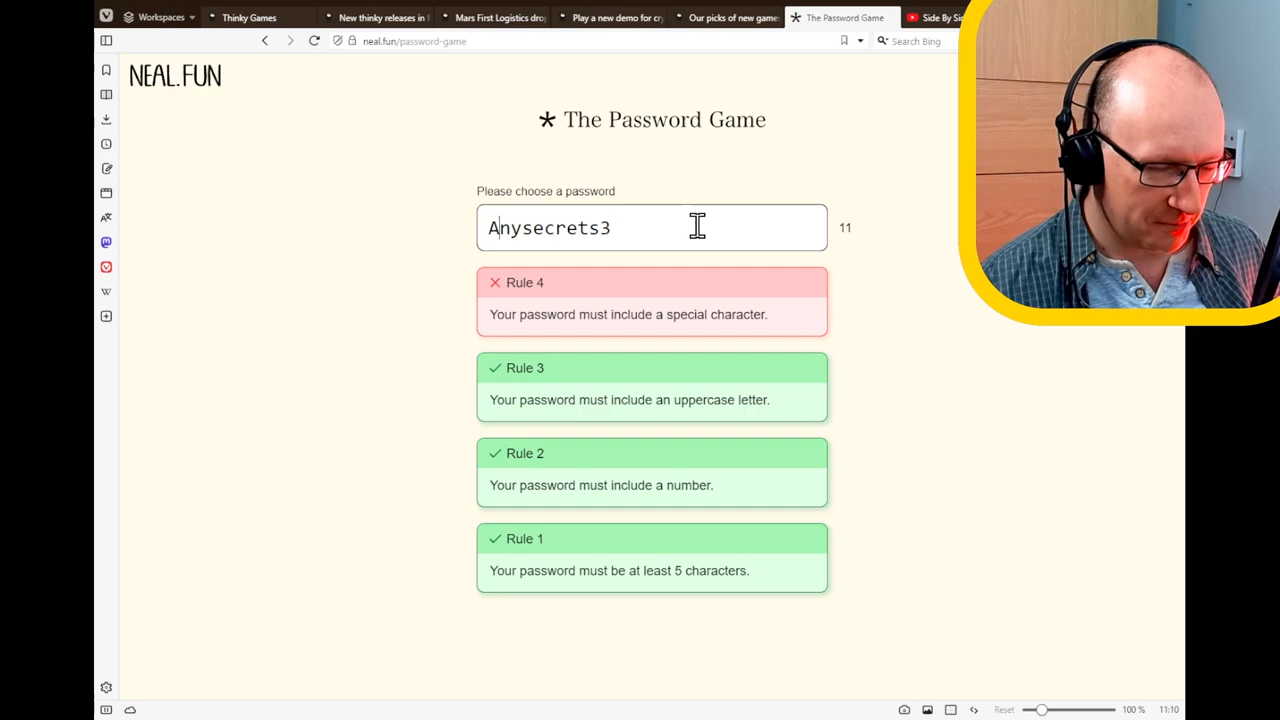 Workspaces
Thinky Games
New thinky releases in
Mars First Logistics drop
Play a new demo for cr
Our picks of new game
The Password Game
Side By Sid
neal.fun/password-game
Search Bing
NEAL.FUN
* The Password Game
Please choose a password
Anysecrets3
11
Rule 4
Your password must include a special character.
Rule 3
Your password must include an uppercase letter.
Rule 2
Your password must include a number.
Rule 1
Your password must be at least 5 characters.
Reset
100 %
11:10